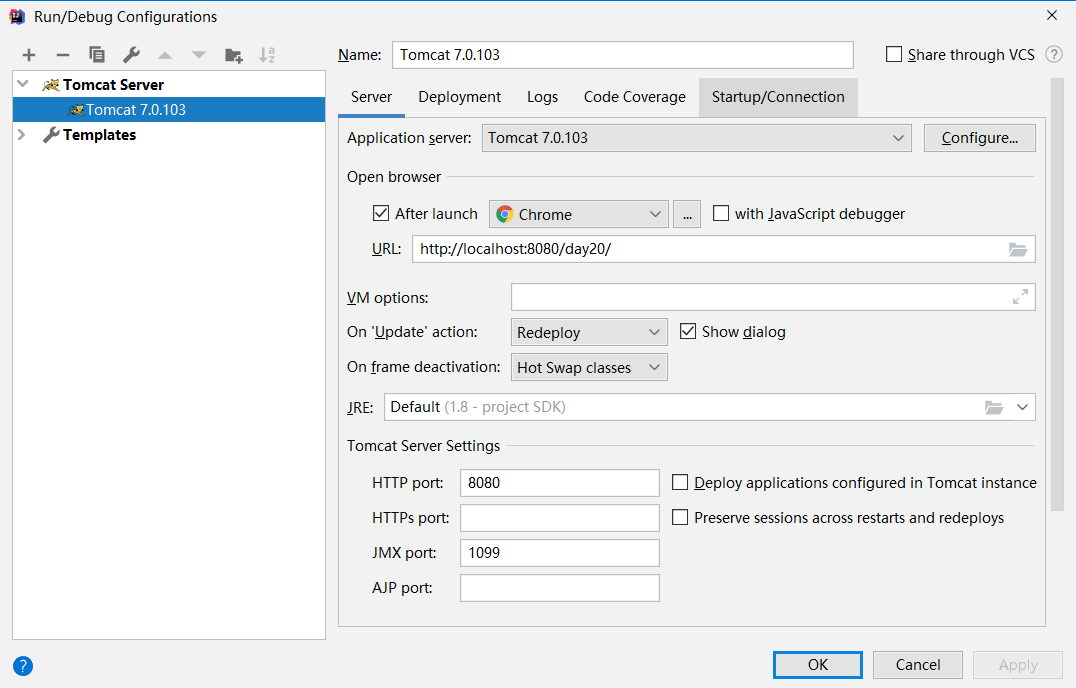 Run/Debug Configurations
Name: Tomcat 7.0.103 Share through VCS ?
Tomcat Server
Tomcat 7.0.103
Templates
Server Deployment Logs Code Coverage Startup/Connection
Application server: Tomcat 7.0.103 Configure...
Open browser
After launch Chrome ... with JavaScript debugger
URL: http://localhost:8080/day20/
VM options:
On 'Update' action: Redeploy Show dialog
On frame deactivation: Hot Swap classes
JRE: Default (1.8 - project SDK)
Tomcat Server Settings
HTTP port: 8080 Deploy applications configured in Tomcat instance
HTTPs port: Preserve sessions across restarts and redeploys
JMX port: 1099
AJP port:
? OK Cancel Apply